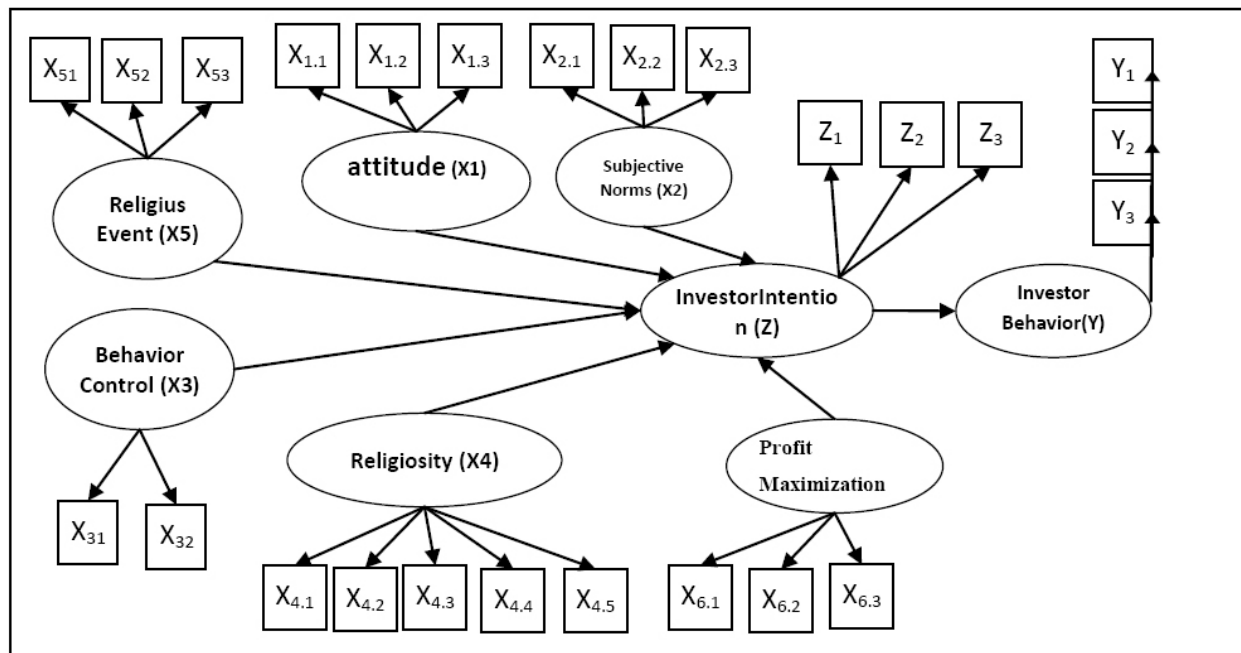 X51 X52 X53
X1.1 X1.2 X1.3
X2.1 X2.2 X2.3
Y1
Y2
Y3
Z1 Z2 Z3
attitude (X1)
Subjective
Norms (X2)
Religius
Event (X5)
InvestorIntentio
n (Z)
Investor
Behavior(Y)
Behavior
Control (X3)
Religiosity (X4)
Profit
Maximization
X31 X32
X4.1 X4.2 X4.3 X4.4 X4.5
X6.1 X6.2 X6.3